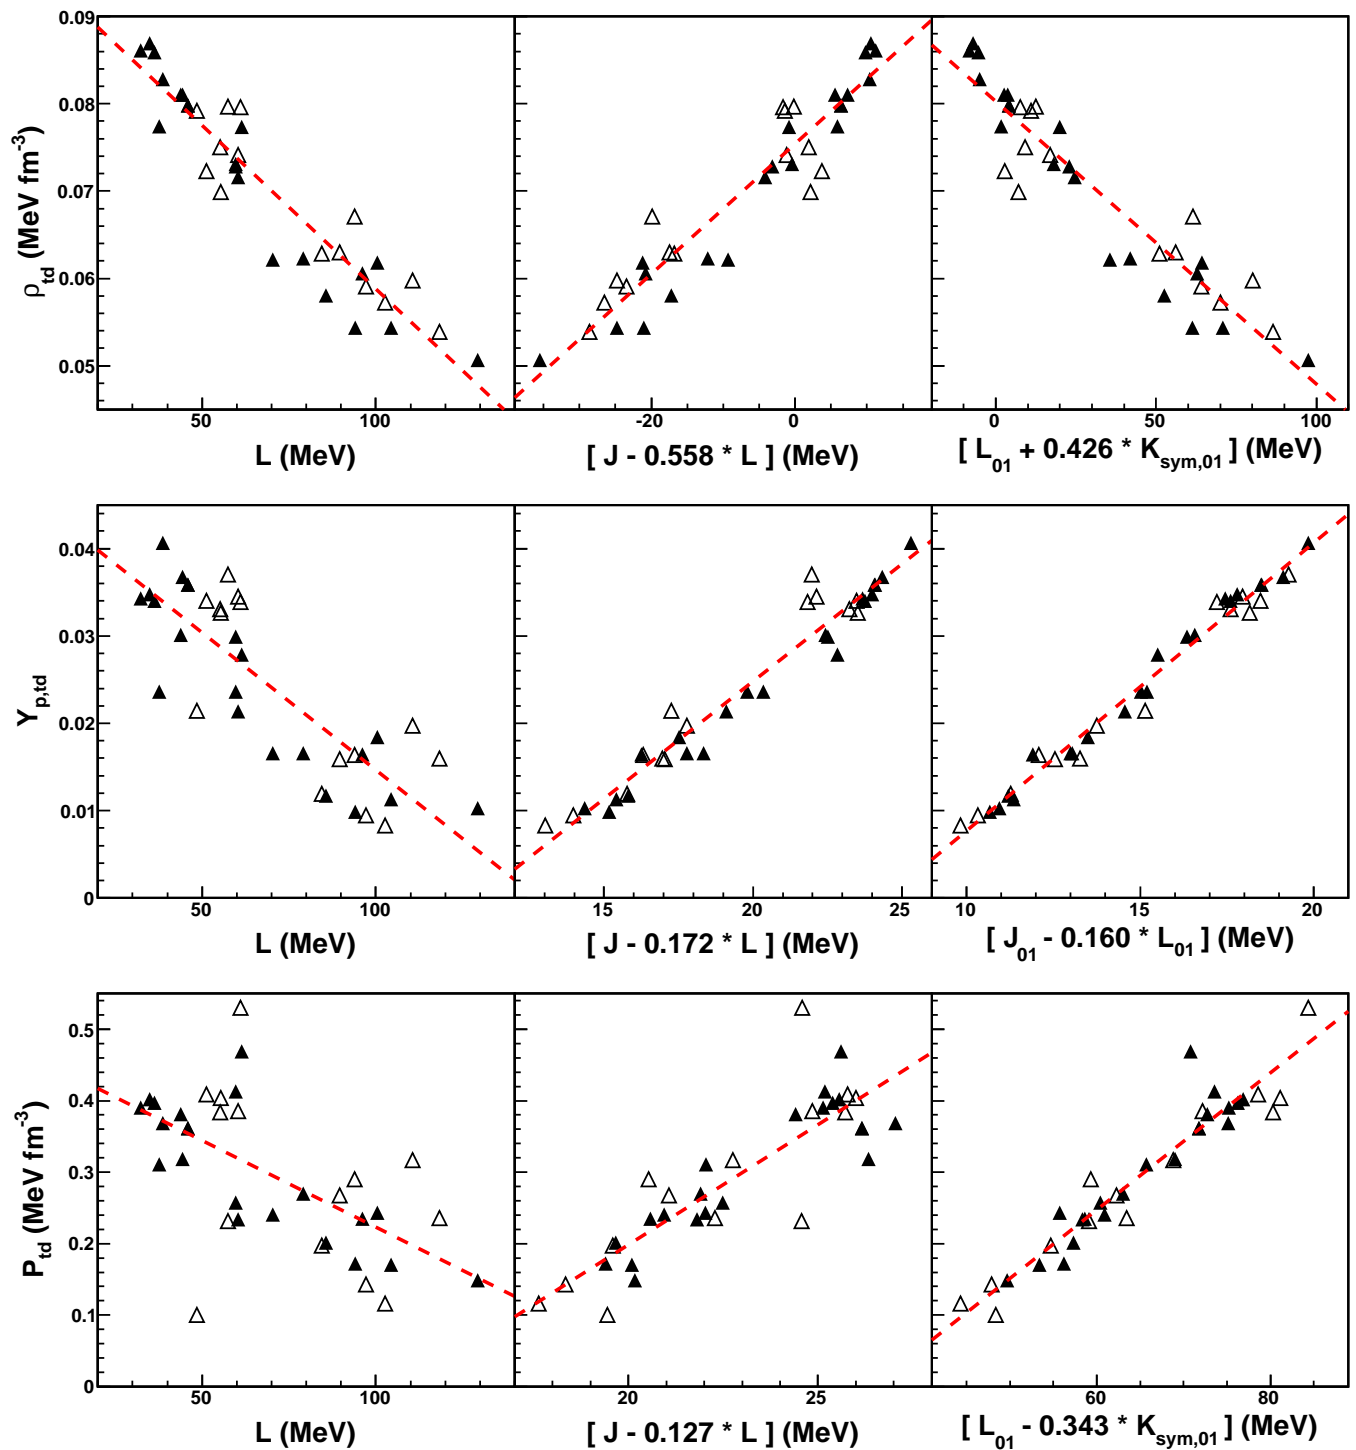 0.09
0.08
0.07
0.06
0.05
ρtd (MeV fm-3)
50 100
-20 0
0 50 100
L (MeV)
[ J - 0.558 * L ] (MeV)
[ L01 + 0.426 * Ksym,01 ] (MeV)
0.04
0.03
0.02
0.01
0
Yp,td
50 100
15 20 25
10 15 20
L (MeV)
[ J - 0.172 * L ] (MeV)
[ J01 - 0.160 * L01 ] (MeV)
0.5
0.4
0.3
0.2
0.1
0
Ptd (MeV fm-3)
50 100
20 25
60 80
L (MeV)
[ J - 0.127 * L ] (MeV)
[ L01 - 0.343 * Ksym,01 ] (MeV)